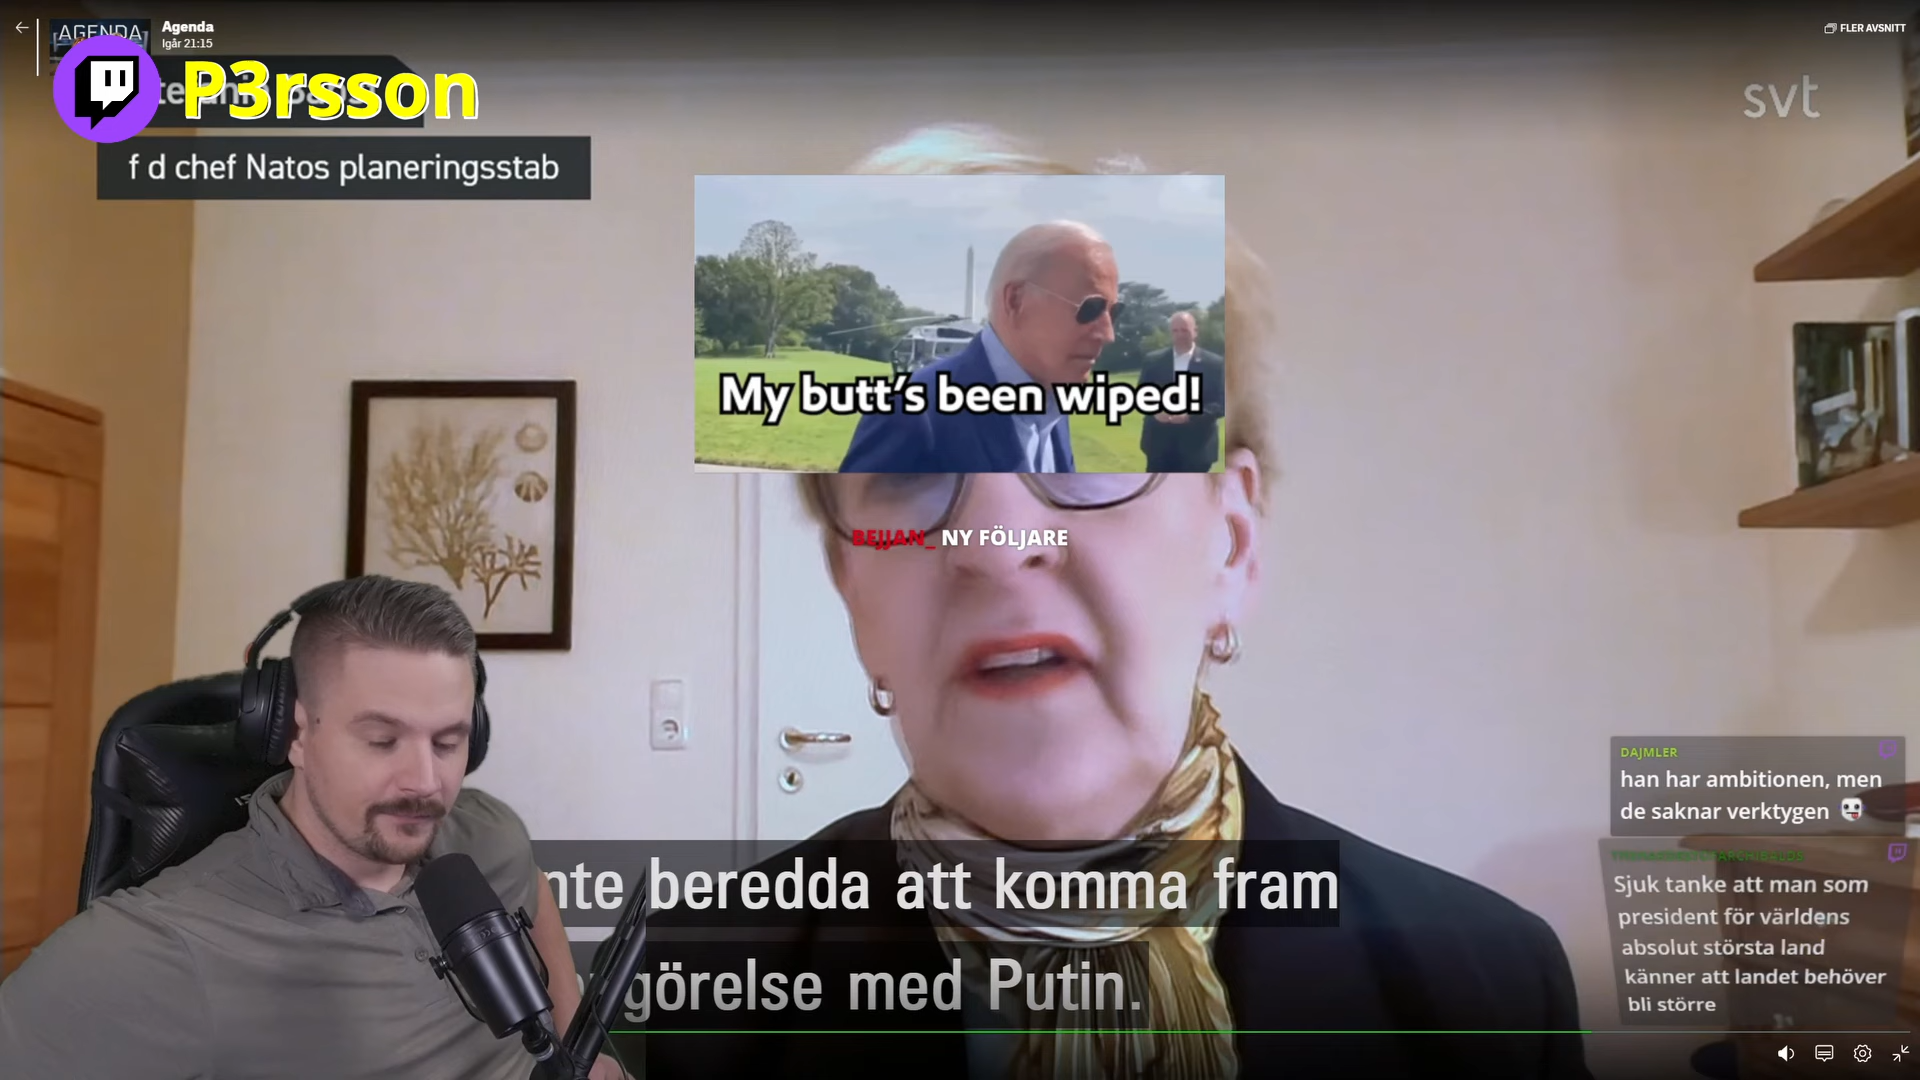 AGENDA
Agenda
Igår 21:15
FLER AVSNITT
P3rsson
svt
f d chef Natos planeringsstab
My butt's been wiped!
BEJJAN_ NY FÖLJARE
DAJMLER
han har ambitionen, men
de saknar verktygen
Sjuk tanke att man som
president för världens
absolut största land
känner att landet behöver
bli större
nte beredda att komma fram
görelse med Putin.